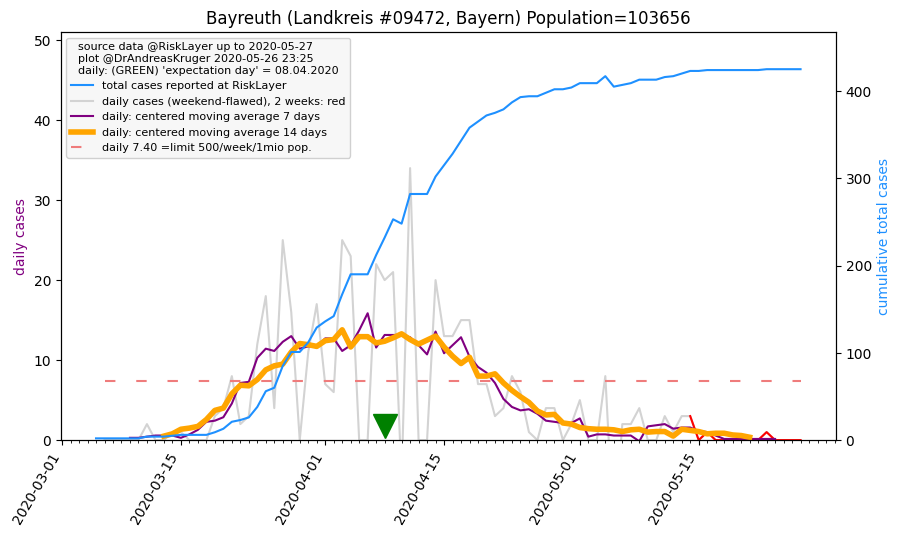 Bayreuth (Landkreis #09472, Bayern) Population=103656
source data @RiskLayer up to 2020-05-27
plot @DrAndreasKruger 2020-05-26 23:25
daily: (GREEN) 'expectation day' = 08.04.2020
total cases reported at RiskLayer
daily cases (weekend-flawed), 2 weeks: red
daily: centered moving average 7 days
daily: centered moving average 14 days
daily 7.40 =limit 500/week/1mio pop.
daily cases
50
40
30
20
10
0
cumulative total cases
400
300
200
100
0
2020-03-01
2020-03-15
2020-04-01
2020-04-15
2020-05-01
2020-05-15